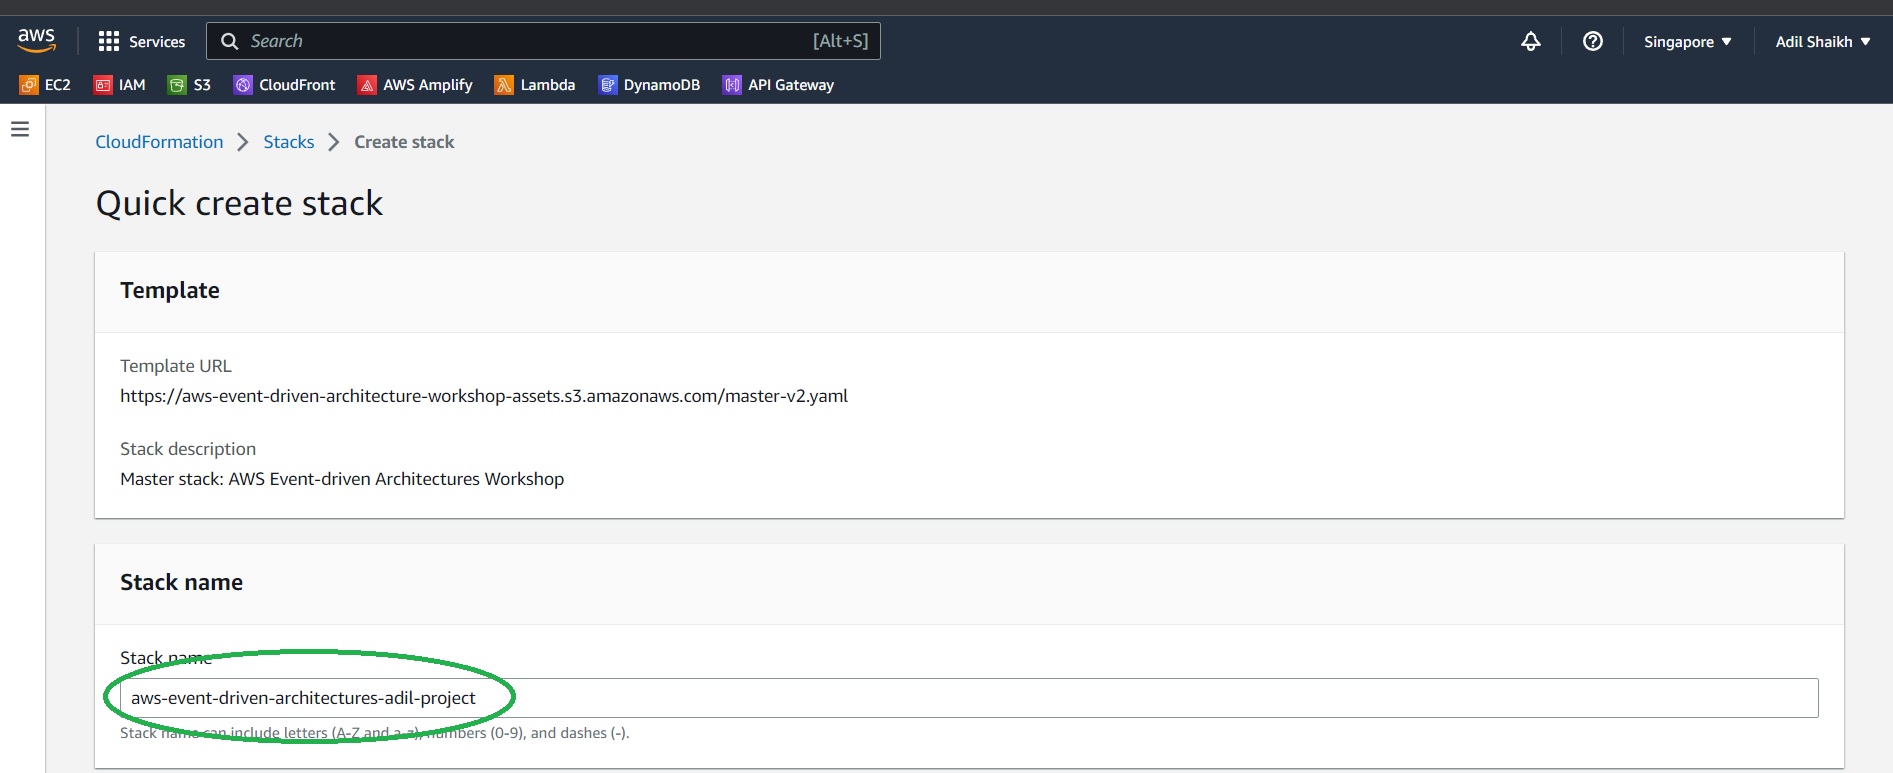 aws Services Search [Alt+S] Singapore Adil Shaikh
EC2 IAM S3 CloudFront AWS Amplify Lambda DynamoDB API Gateway
CloudFormation Stacks Create stack
Quick create stack
Template
Template URL
https://aws-event-driven-architecture-workshop-assets.s3.amazonaws.com/master-v2.yaml
Stack description
Master stack: AWS Event-driven Architectures Workshop
Stack name
Stack name
aws-event-driven-architectures-adil-project
Stack name can include letters (A-Z and a-z), numbers (0-9), and dashes (-).